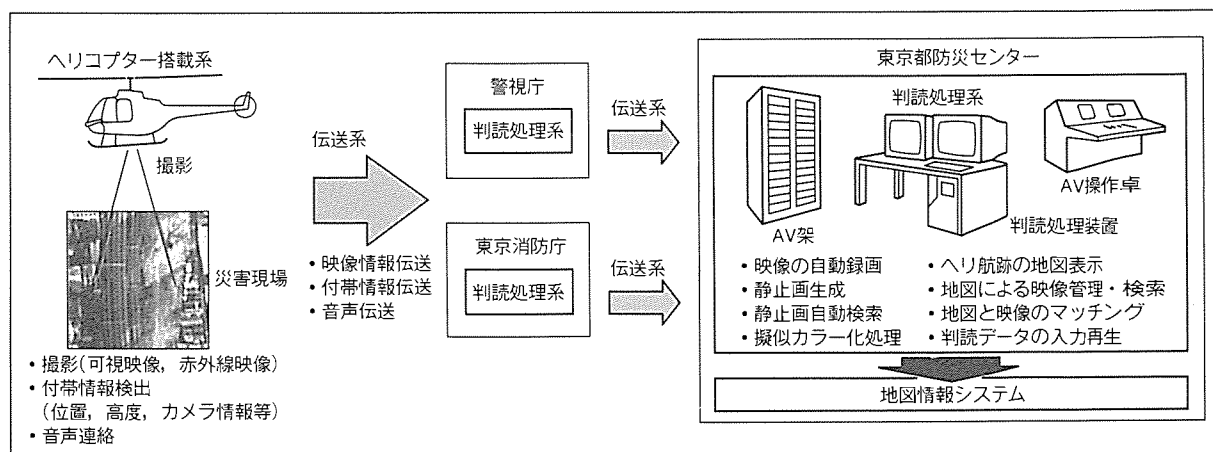 ヘリコプター搭載系
撮影
災害現場
・撮影(可視映像，赤外線映像)
・付帯情報検出
(位置，高度，カメラ情報等)
・音声連絡
伝送系
・映像情報伝送
・付帯情報伝送
・音声伝送
警視庁
判読処理系
東京消防庁
判読処理系
伝送系
伝送系
東京都防災センター
判読処理系
AV架
判読処理装置
AV操作卓
・映像の自動録画
・静止画生成
・静止画自動検索
・擬似カラー化処理
・ヘリ航跡の地図表示
・地図による映像管理・検索
・地図と映像のマッチング
・判読データの入力再生
地図情報システム